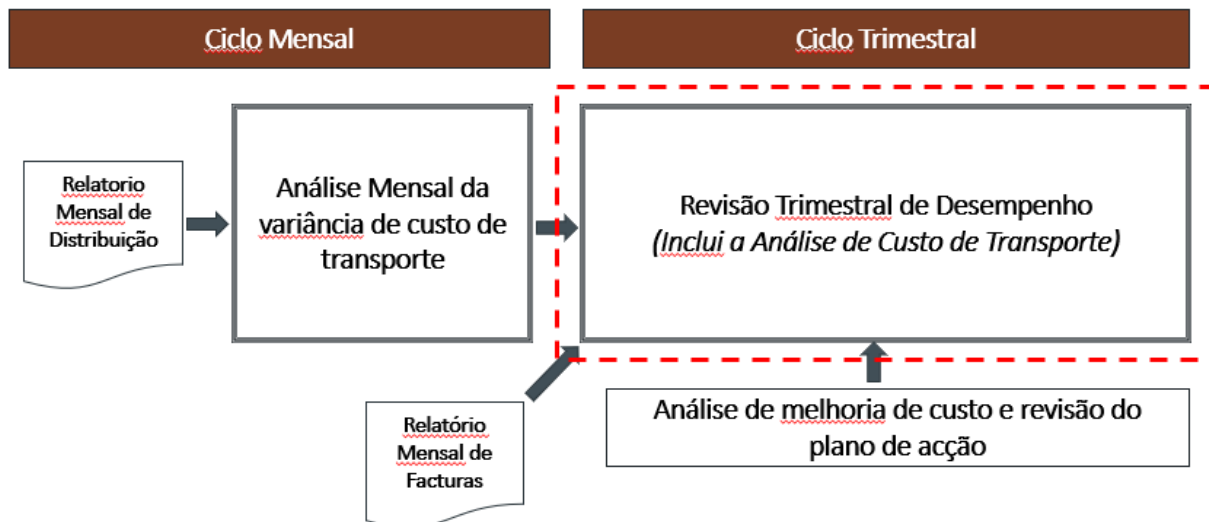 Ciclo Mensal
Ciclo Trimestral
Relatorio
Mensal de
Distribuição
Análise Mensal da
variância de custo de
transporte
Revisão Trimestral de Desempenho
(Inclui a Análise de Custo de Transporte)
Relatório
Mensal de
Facturas
Análise de melhoria de custo e revisão do
plano de acção